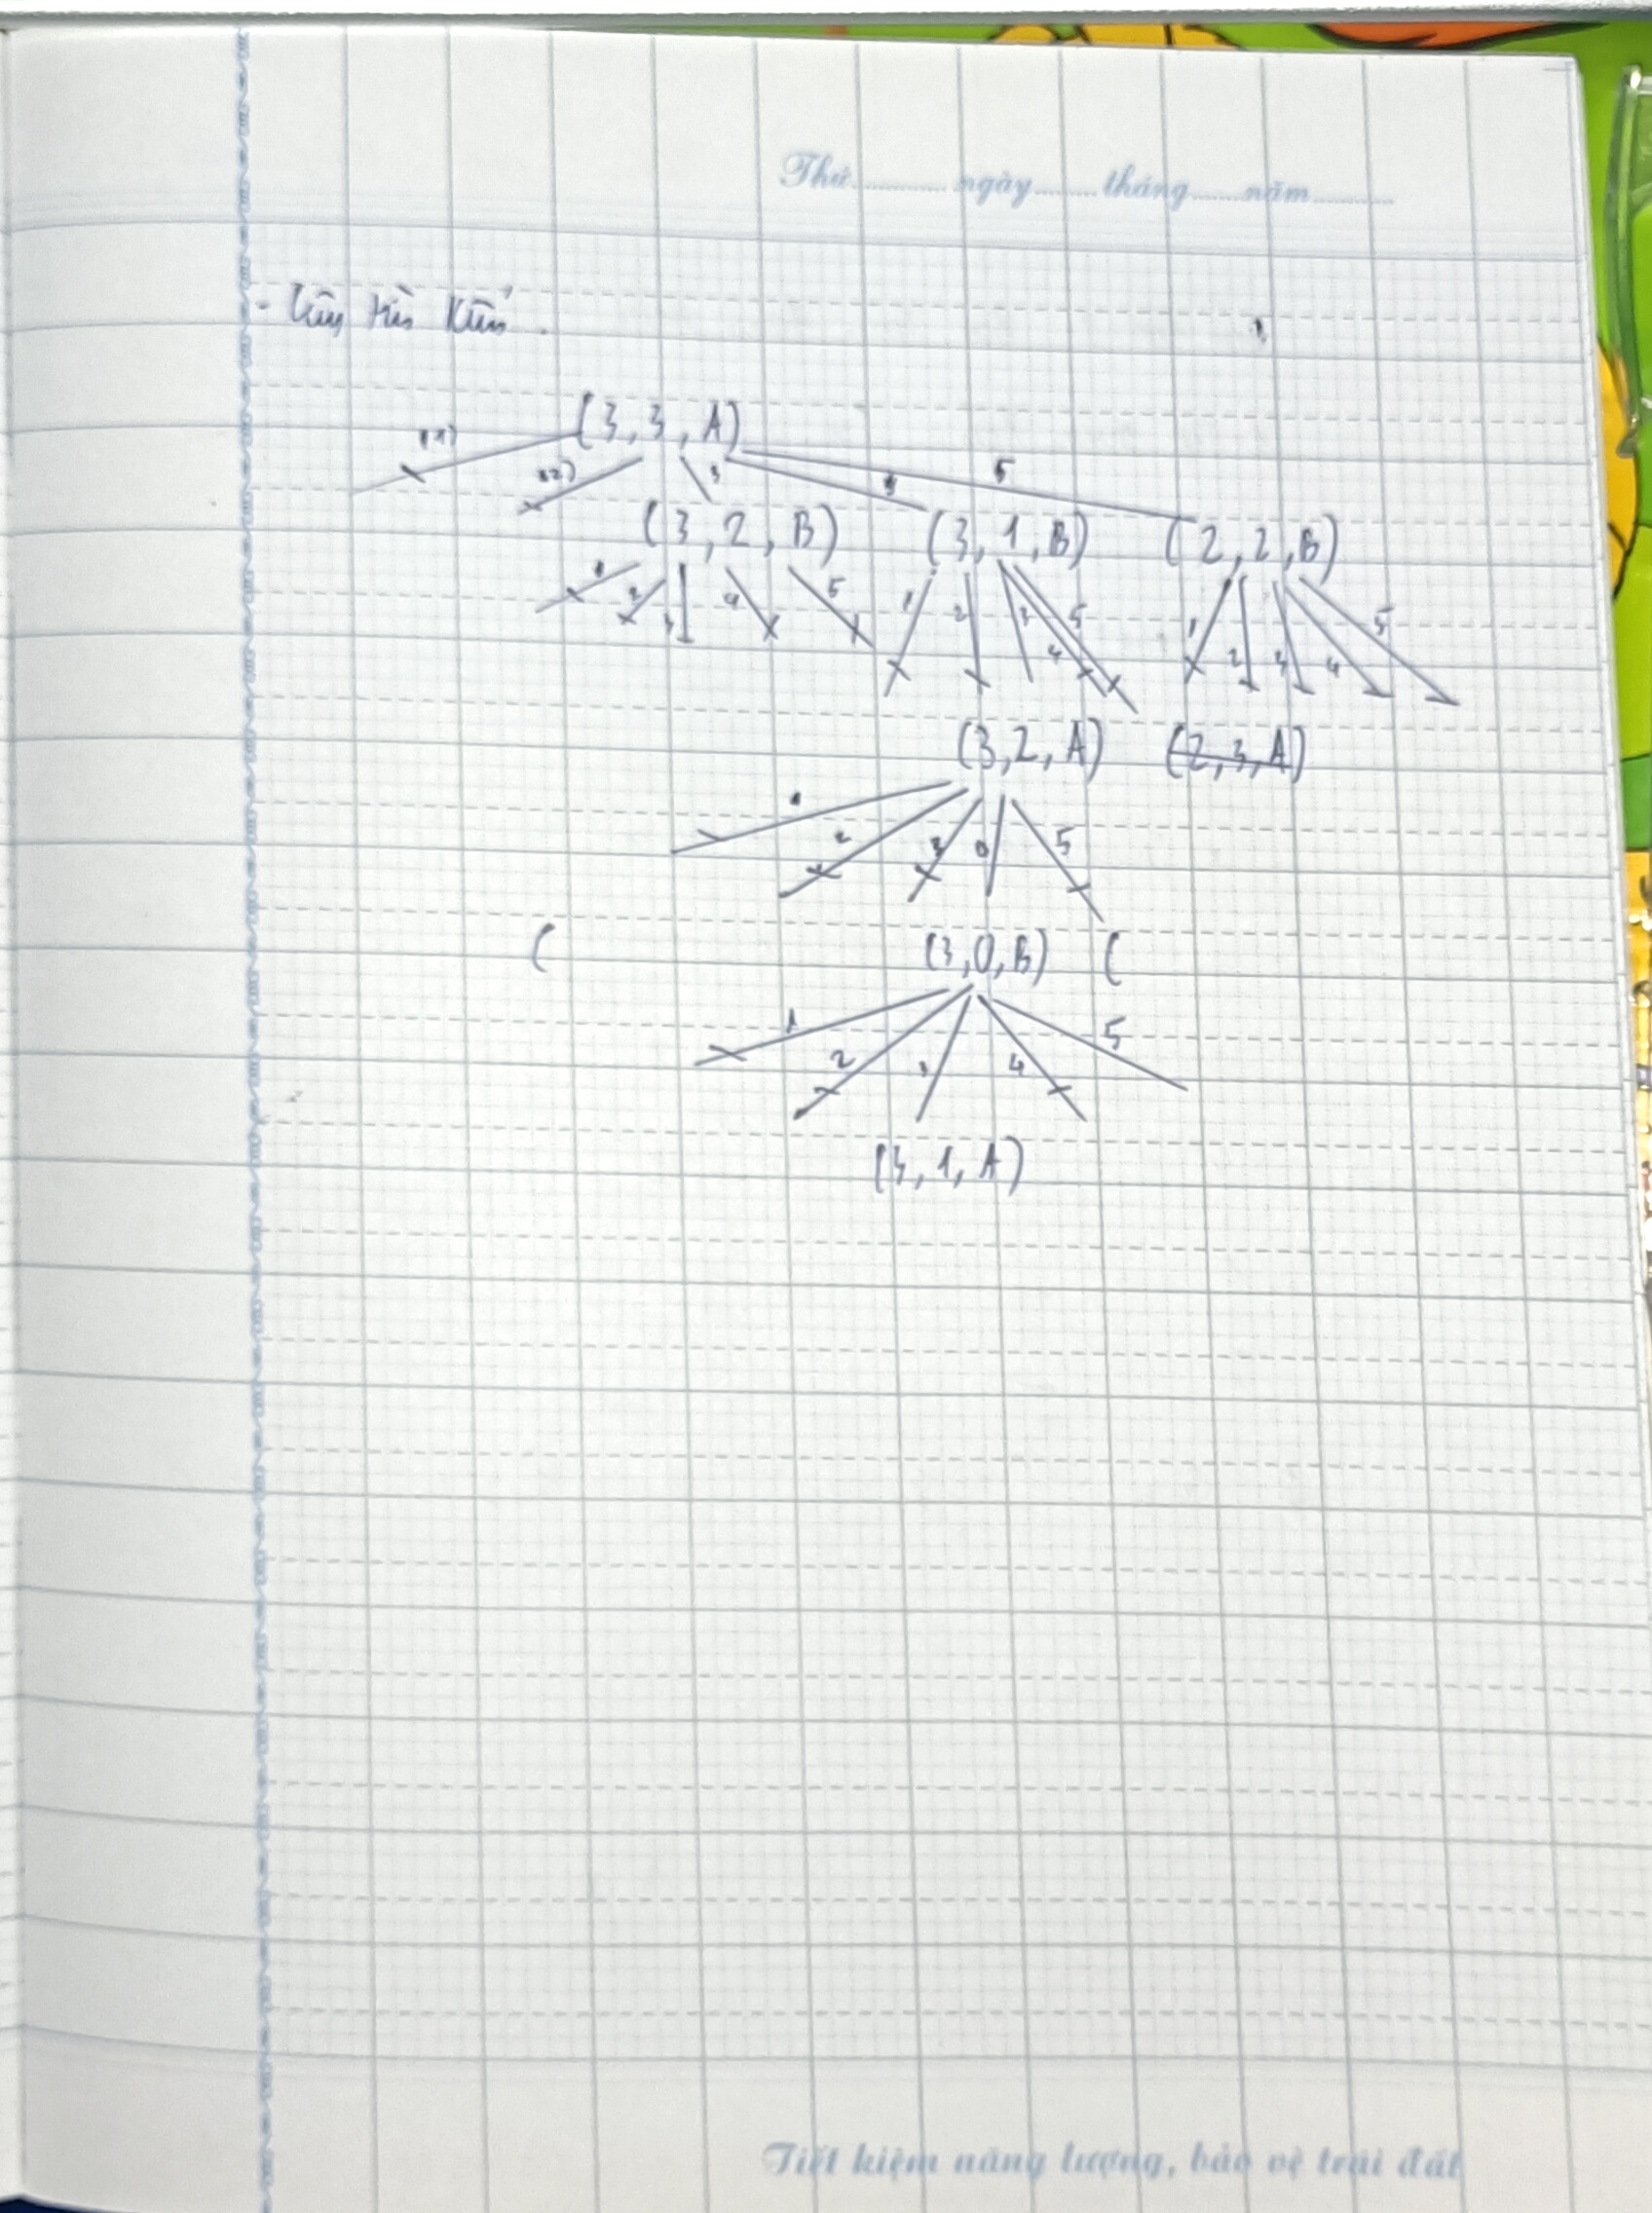 Thứ ngày tháng năm
- Cây tìm kiếm.
(3, 3, A)
(1) (2) 3 4 5
(3, 2, B) (3, 1, B) (2, 2, B)
1 2 3 4 5 1 2 3 4 5 1 2 3 4 5
(3, 2, A) (2, 3, A)
1 2 3 4 5
( (3, 0, B) (
1 2 3 4 5
(3, 1, A)
Tiết kiệm năng lượng, bảo vệ trái đất